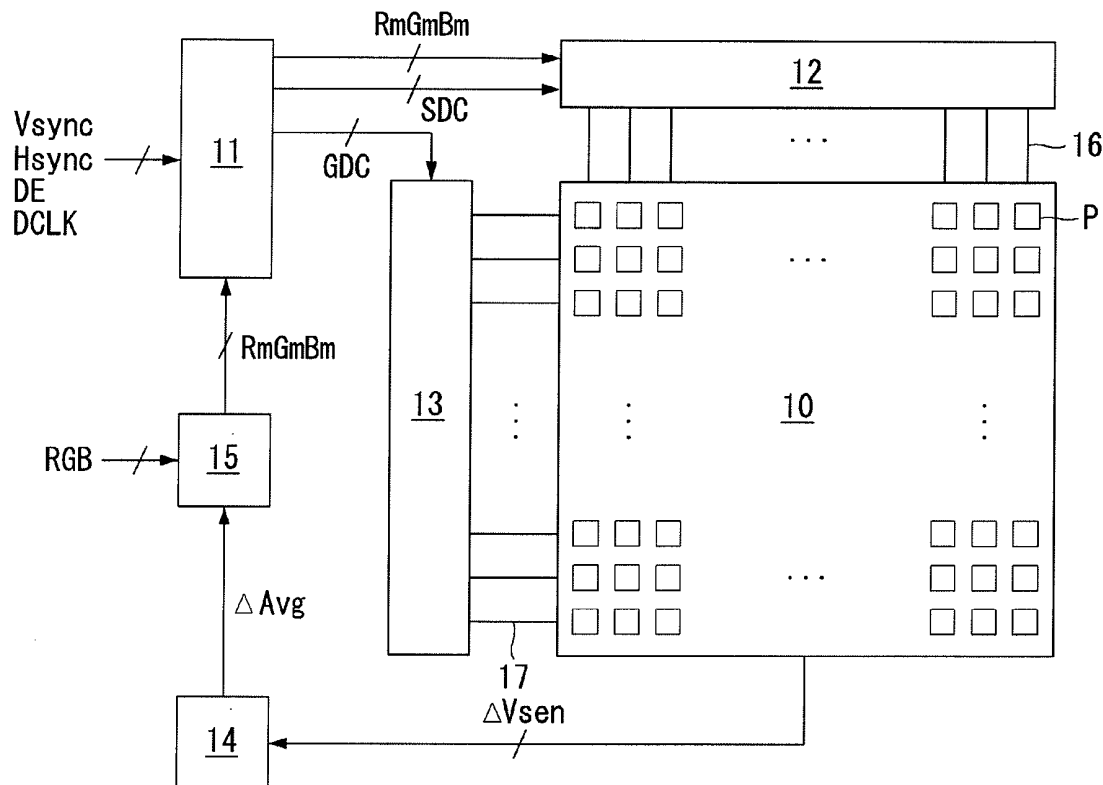 RmGmBm
12
SDC
Vsync
Hsync
DE
DCLK
11
GDC
16
P
RmGmBm
13
10
RGB
15
△Avg
17
△Vsen
14